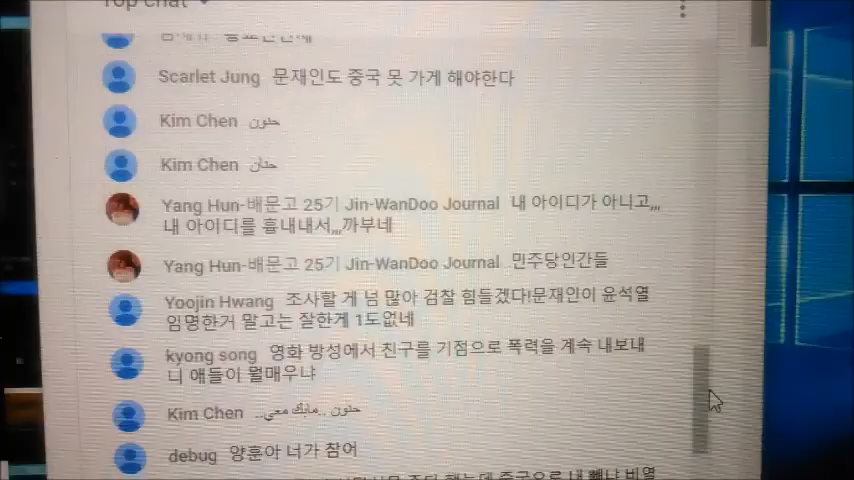 Top chat
Scarlet Jung 문재인도 중국 못 가게 해야한다
Kim Chen حلون
Kim Chen حنان
Yang Hun-배문고 25기 Jin-WanDoo Journal 내 아이디가 아니고,,,
내 아이디를 흡내내서,,,까부네
Yang Hun-배문고 25기 Jin-WanDoo Journal 민주당인간들
Yoojin Hwang 조사할 게 넘 많아 검찰 힘들겠다!문재인이 윤석열
임명한거 말고는 잘한게 1도없네
kyong song 영화 방성에서 친구를 기점으로 폭력을 계속 내보내
니 애들이 뭘매우냐
Kim Chen حلون ..مابك معي..
debug 양훈아 너가 참어